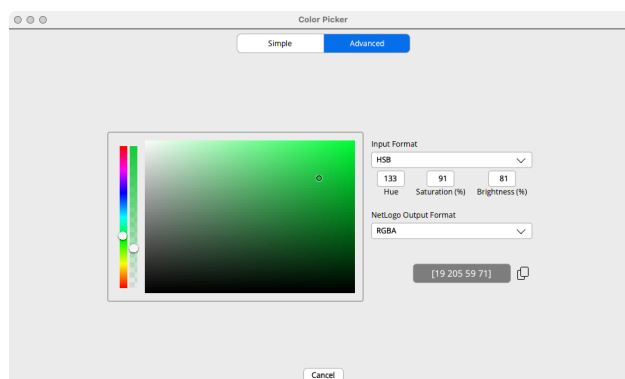 Color Picker
Simple Advanced
Input Format
HSB
133 91 81
Hue Saturation (%) Brightness (%)
NetLogo Output Format
RGBA
[19 205 59 71]
Cancel